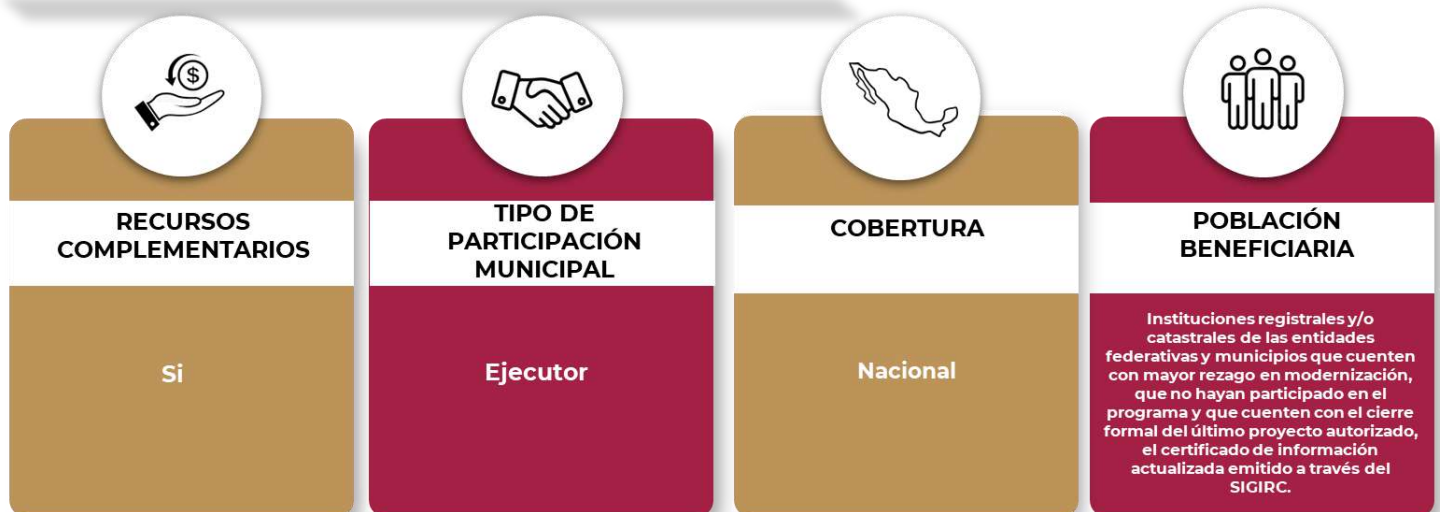 $
RECURSOS
COMPLEMENTARIOS
Si
TIPO DE
PARTICIPACIÓN
MUNICIPAL
Ejecutor
COBERTURA
Nacional
POBLACIÓN
BENEFICIARIA
Instituciones registrales y/o
catastrales de las entidades
federativas y municipios que cuenten
con mayor rezago en modernización,
que no hayan participado en el
programa y que cuenten con el cierre
formal del último proyecto autorizado,
el certificado de información
actualizada emitido a través del
SIGIRC.